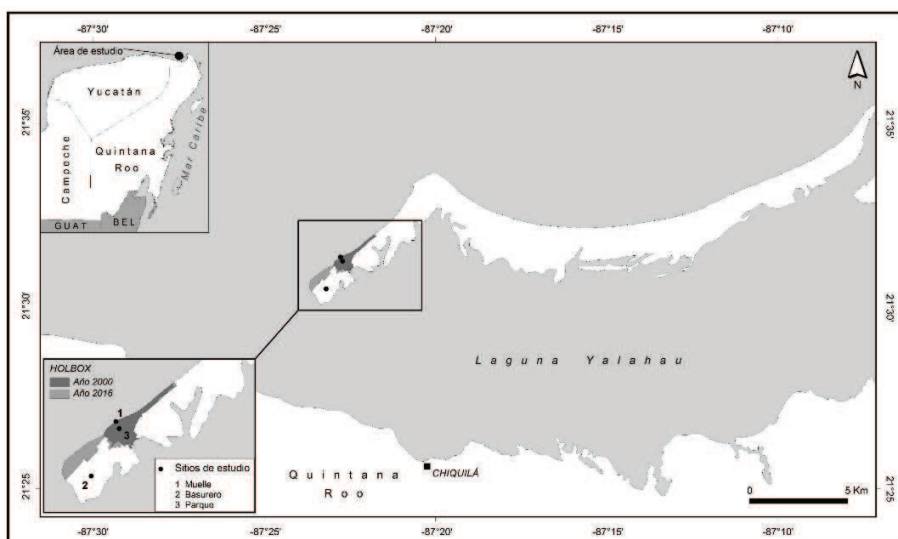 -87°30' -87°25' -87°20' -87°15' -87°10'
Área de estudio
Yucatán
Campeche
Quintana
Roo
Mar Caribe
GUAT
BEL
N
21°35'
21°35'
21°30'
21°30'
Laguna Yalahau
HOLBOX
Año 2000
Año 2016
1
3
2
Sitios de estudio
1 Muelle
2 Basurero
3 Parque
Quintana
Roo
CHIQUILÁ
21°25'
21°25'
0 5 Km
-87°30' -87°25' -87°20' -87°15' -87°10'